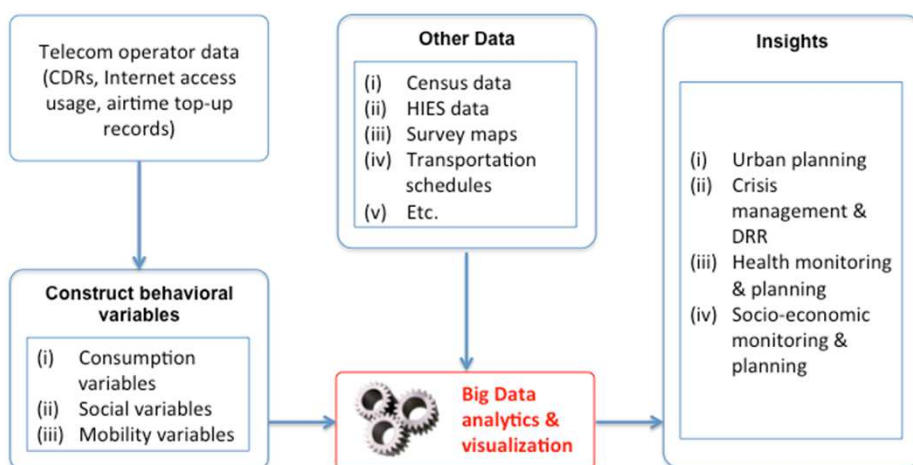 Telecom operator data
(CDRs, Internet access
usage, airtime top-up
records)
Other Data
(i) Census data
(ii) HIES data
(iii) Survey maps
(iv) Transportation
schedules
(v) Etc.
Insights
(i) Urban planning
(ii) Crisis
management &
DRR
(iii) Health monitoring
& planning
(iv) Socio-economic
monitoring &
planning
Construct behavioral
variables
(i) Consumption
variables
(ii) Social variables
(iii) Mobility variables
Big Data
analytics &
visualization